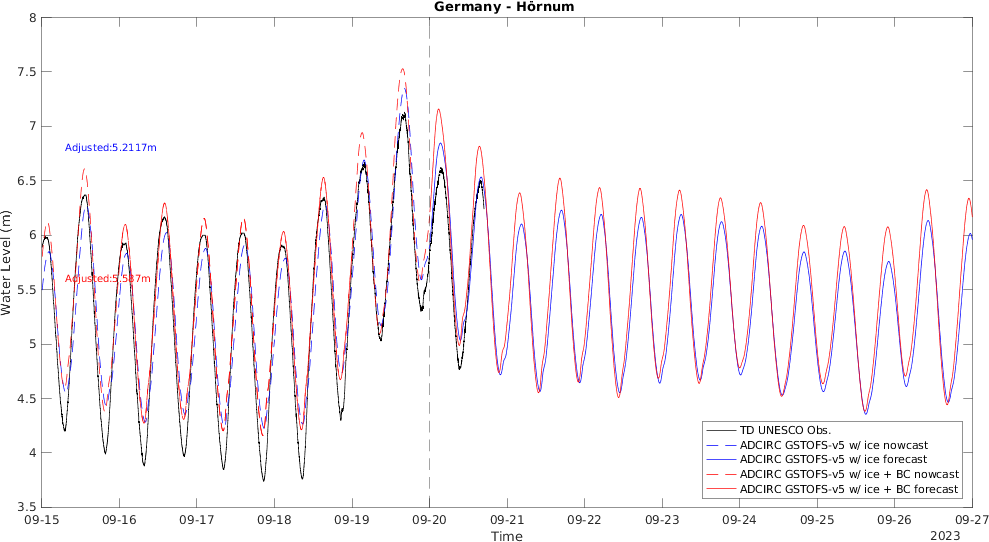 Germany - Hörnum
Water Level (m)
8
7.5
7
6.5
6
5.5
5
4.5
4
3.5
Adjusted:5.2117m
Adjusted:5.537m
TD UNESCO Obs.
ADCIRC GSTOFS-v5 w/ ice nowcast
ADCIRC GSTOFS-v5 w/ ice forecast
ADCIRC GSTOFS-v5 w/ ice + BC nowcast
ADCIRC GSTOFS-v5 w/ ice + BC forecast
09-15 09-16 09-17 09-18 09-19 09-20 09-21 09-22 09-23 09-24 09-25 09-26 09-27
Time
2023